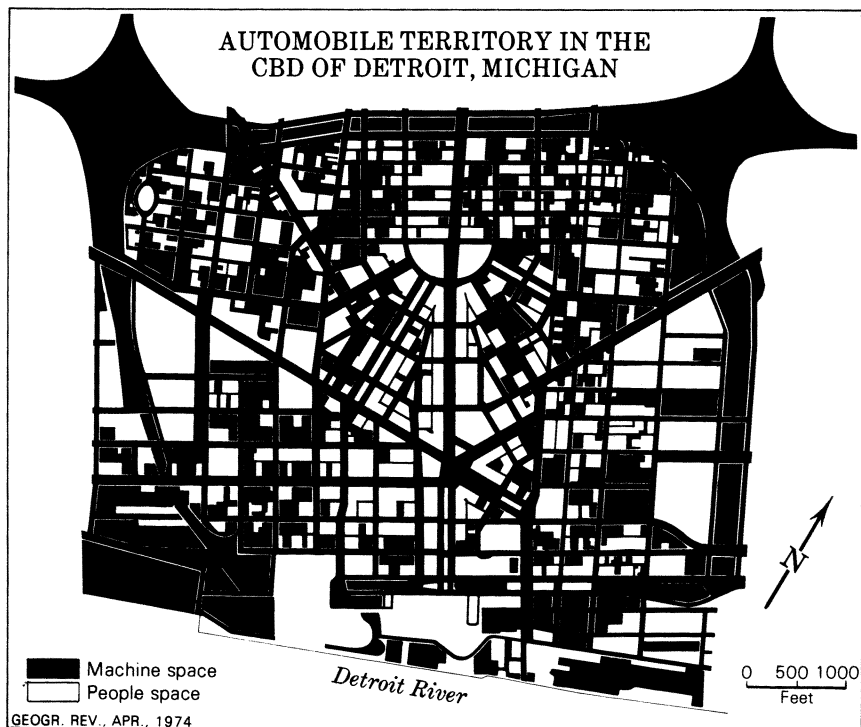 AUTOMOBILE TERRITORY IN THE
CBD OF DETROIT, MICHIGAN
N
Machine space
People space
Detroit River
0 500 1000
Feet
GEOGR. REV., APR., 1974